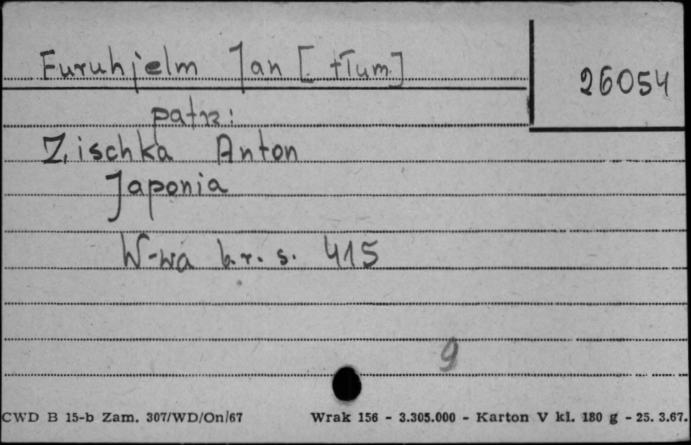 Furuhjelm Jan [tłum.]
26054
patrz:
Zischka Anton
Japonia
W-wa b.r. s. 415
9
CWD B 15-b Zam. 307/WD/On/67 Wrak 156 - 3.305.000 - Karton V kl. 180 g - 25. 3.67.